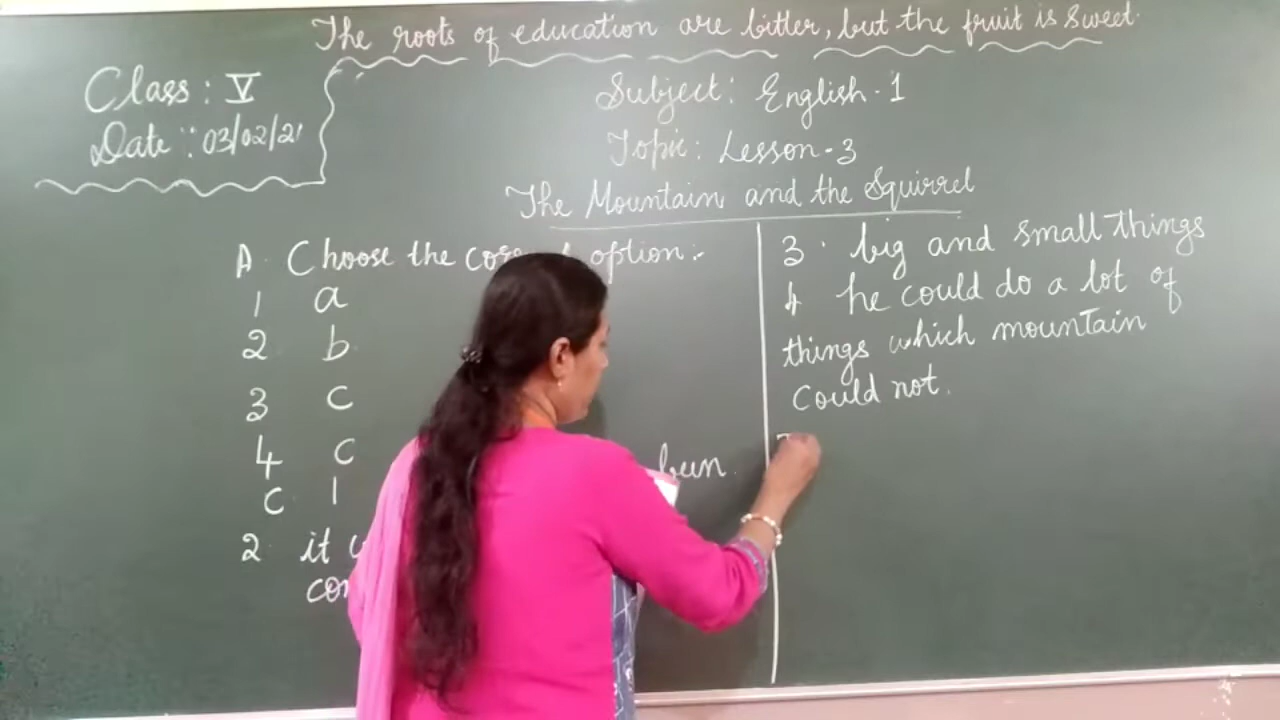 The roots of education are bitter, but the fruit is sweet.
Class : V
Date : 03/02/21
Subject : English - 1
Topic : Lesson - 3
The Mountain and the Squirrel
A. Choose the option :-
1 a
2 b
3 c
4 c
C. 1 bun.
2. it
3. big and small things
4 he could do a lot of
things which mountain
could not.